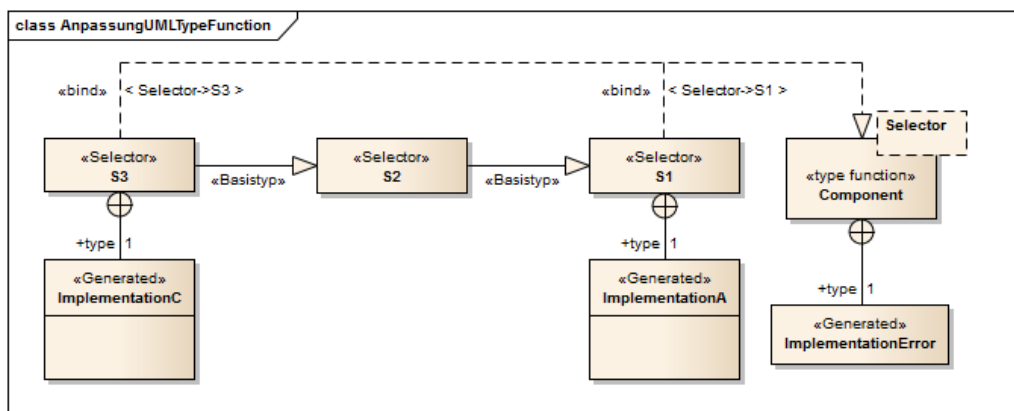 class AnpassungUMLTypeFunction
«bind» < Selector->S3 >
«bind» < Selector->S1 >
Selector
«Selector»
S3
«Basistyp»
«Selector»
S2
«Basistyp»
«Selector»
S1
«type function»
Component
+type 1
«Generated»
ImplementationC
+type 1
«Generated»
ImplementationA
+type 1
«Generated»
ImplementationError